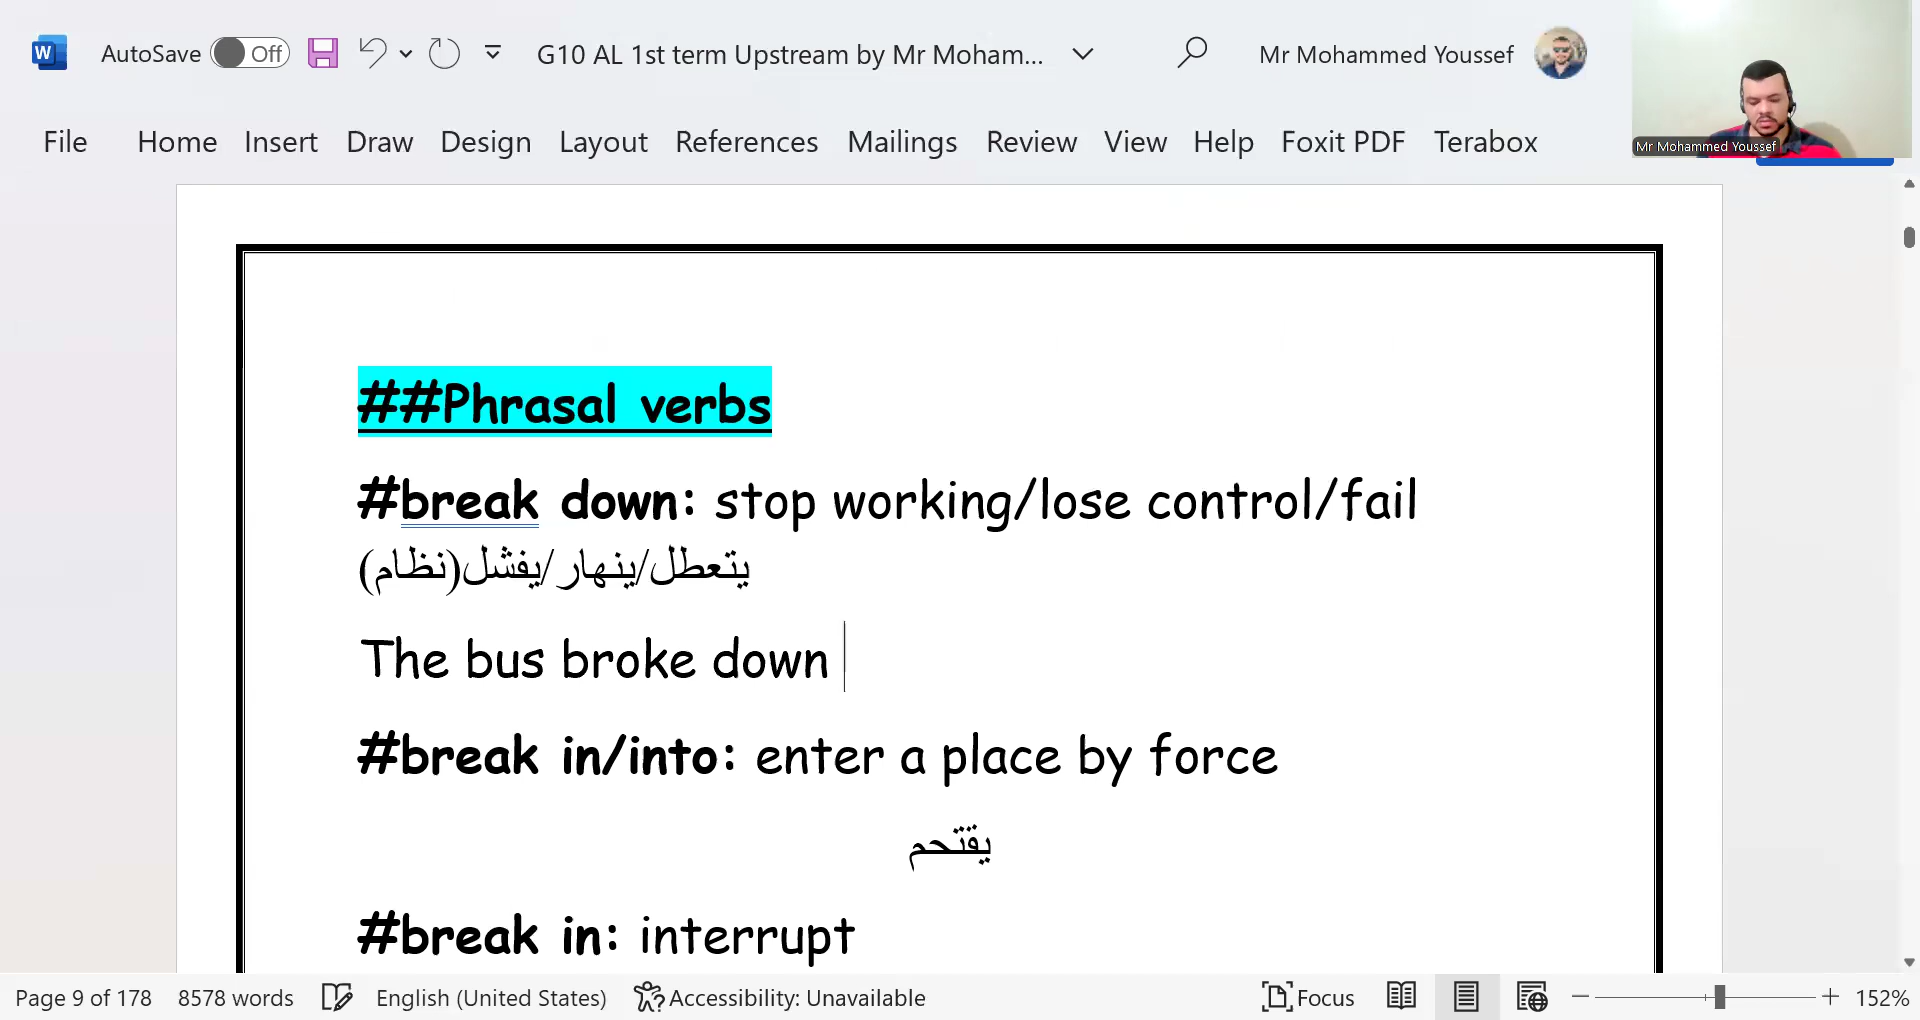 AutoSave Off G10 AL 1st term Upstream by Mr Moham... Mr Mohammed Youssef
Mr Mohammed Youssef
File Home Insert Draw Design Layout References Mailings Review View Help Foxit PDF Terabox
##Phrasal verbs
#break down: stop working/lose control/fail
يتعطل/ينهار/يفشل(نظام)
The bus broke down
#break in/into: enter a place by force
يقتحم
#break in: interrupt
Page 9 of 178 8578 words English (United States) Accessibility: Unavailable Focus 152%